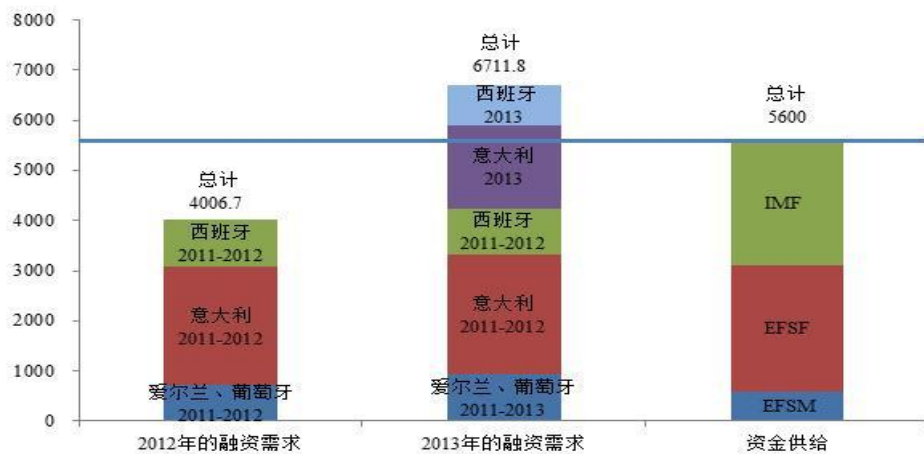 8000
7000
6000
5000
4000
3000
2000
1000
0
总计
4006.7
西班牙
2011-2012
意大利
2011-2012
爱尔兰、葡萄牙
2011-2012
2012年的融资需求
总计
6711.8
西班牙
2013
意大利
2013
西班牙
2011-2012
意大利
2011-2012
爱尔兰、葡萄牙
2011-2013
2013年的融资需求
总计
5600
IMF
EFSF
EFSM
资金供给